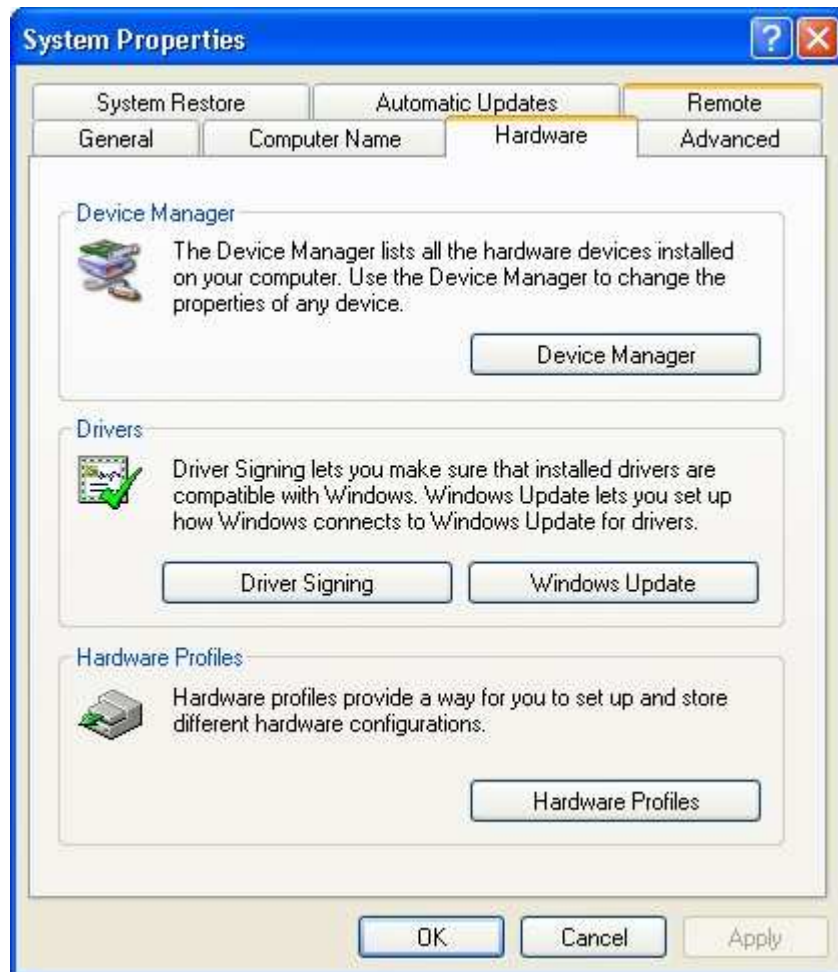 System Properties
System Restore
Automatic Updates
Remote
General
Computer Name
Hardware
Advanced
Device Manager
The Device Manager lists all the hardware devices installed
on your computer. Use the Device Manager to change the
properties of any device.
Device Manager
Drivers
Driver Signing lets you make sure that installed drivers are
compatible with Windows. Windows Update lets you set up
how Windows connects to Windows Update for drivers.
Driver Signing
Windows Update
Hardware Profiles
Hardware profiles provide a way for you to set up and store
different hardware configurations.
Hardware Profiles
OK
Cancel
Apply